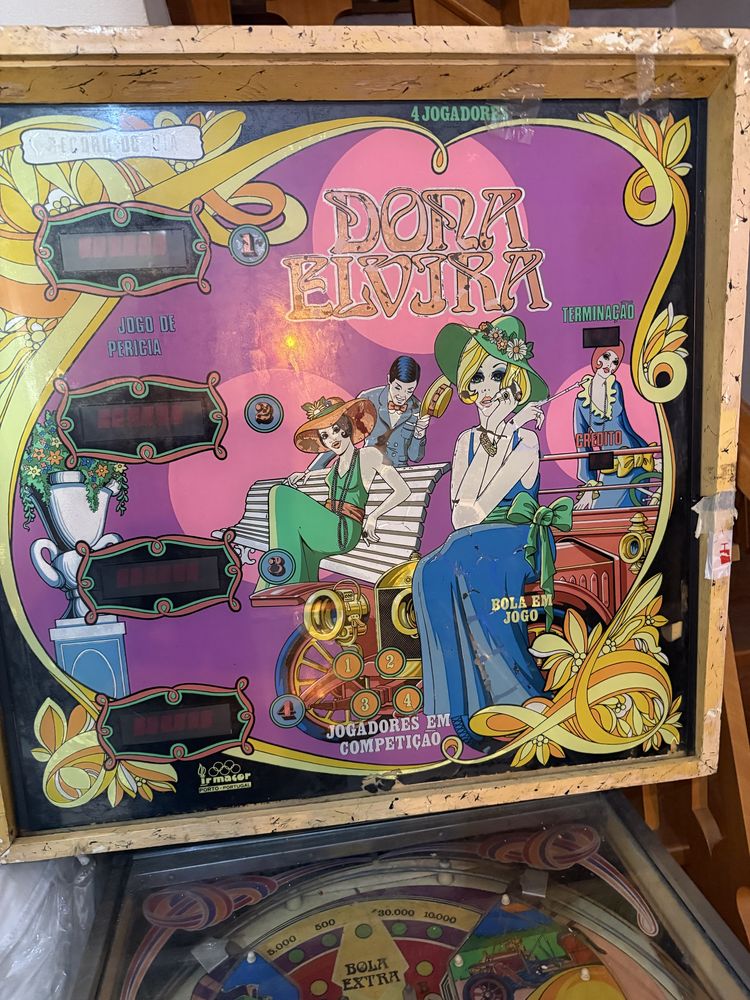 4 JOGADORES
RECORD DO DIA
DONA
ELVIRA
1
JOGO DE
PERICIA
TERMINAÇÃO
2
CRÉDITO
3
BOLA EM
JOGO
1 2
3 4
4
JOGADORES EM
COMPETIÇÃO
irmacor
PORTO-PORTUGAL
5.000 500 30.000 10.000
BOLA
EXTRA